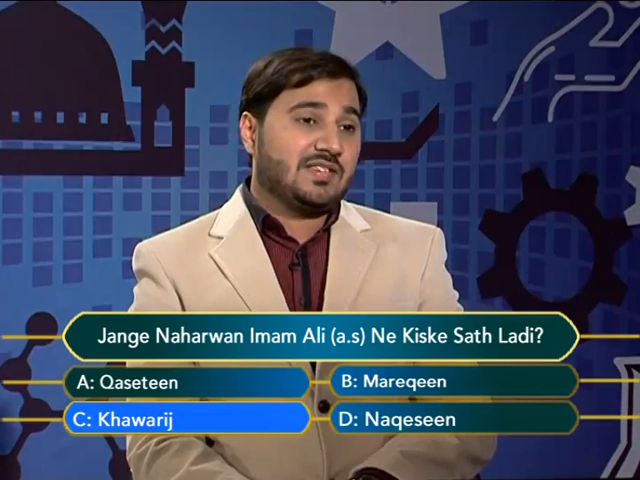 Jange Naharwan Imam Ali (a.s) Ne Kiske Sath Ladi?
A: Qaseteen
B: Mareqeen
C: Khawarij
D: Naqeseen